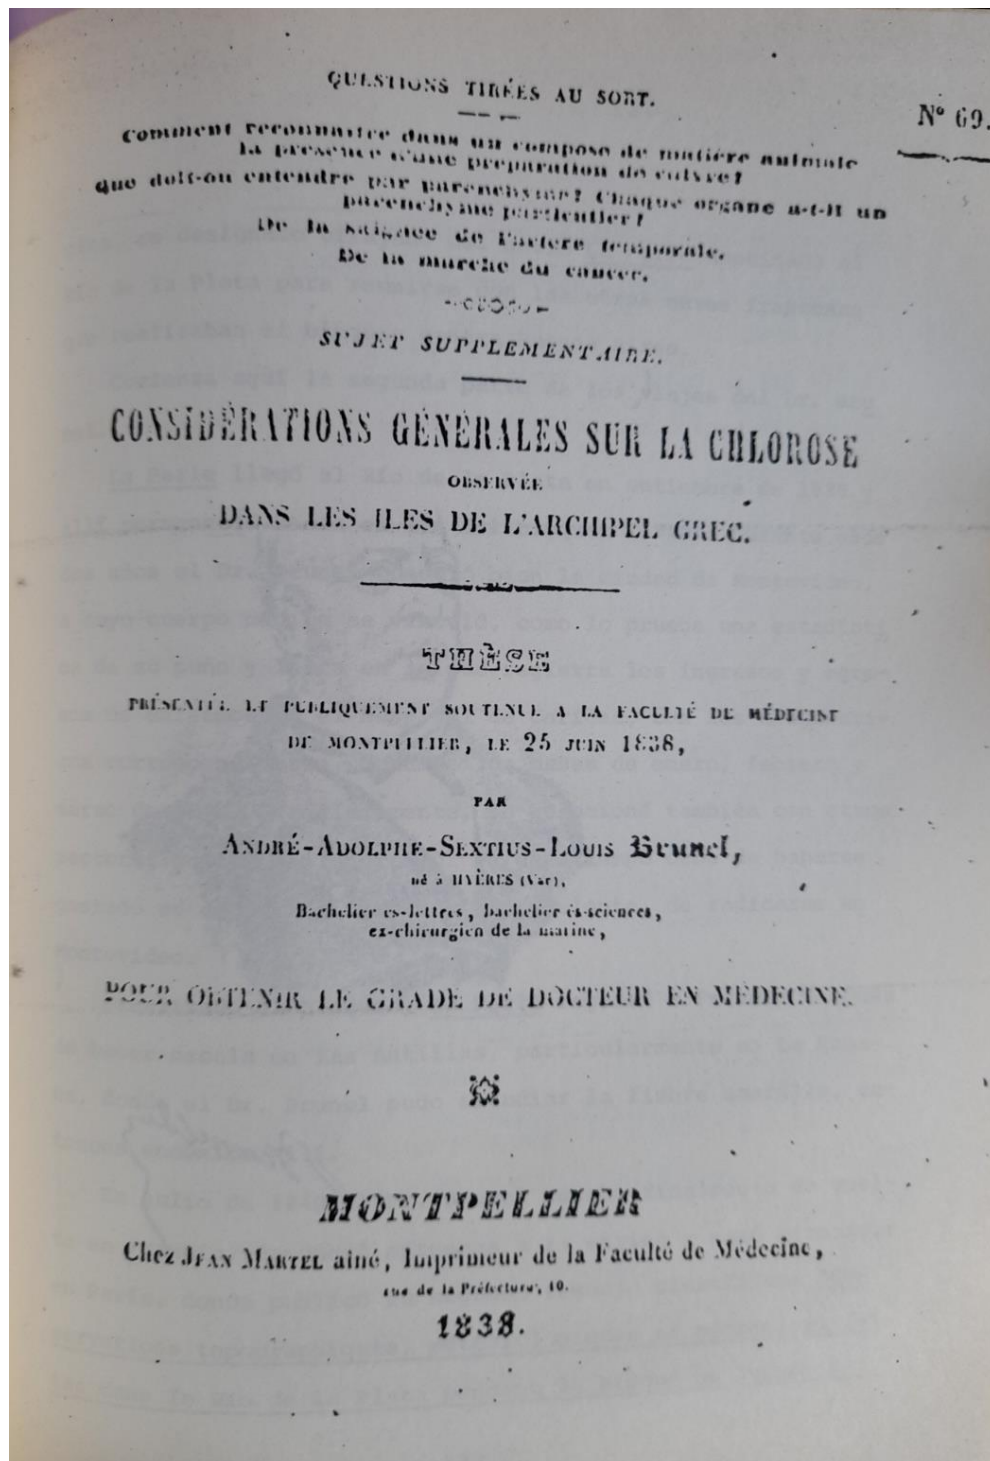 QUESTIONS TIRÉES AU SORT.
N° 69.
Comment reconnaître dans un composé de matière animale
la présence d'une préparation de cuivre?
que doit-on entendre par parenchyme? Chaque organe a-t-il un
parenchyme particulier?
De la saignée de l'artère temporale.
De la marche du cancer.
SUJET SUPPLÉMENTAIRE.
CONSIDÉRATIONS GÉNÉRALES SUR LA CHLOROSE
OBSERVÉE
DANS LES ILES DE L'ARCHIPEL GREC.
THÈSE
PRÉSENTÉE ET PUBLIQUEMENT SOUTENUE A LA FACULTÉ DE MÉDECINE
DE MONTPELLIER, LE 25 JUIN 1838,
PAR
ANDRÉ-ADOLPHE-SEXTIUS-LOUIS Brunel,
né à HYÈRES (Var),
Bachelier ès-lettres, bachelier ès-sciences,
ex-chirurgien de la marine,
POUR OBTENIR LE GRADE DE DOCTEUR EN MÉDECINE.
MONTPELLIER
Chez JEAN MARTEL aîné, Imprimeur de la Faculté de Médecine,
rue de la Préfecture, 10.
1838.